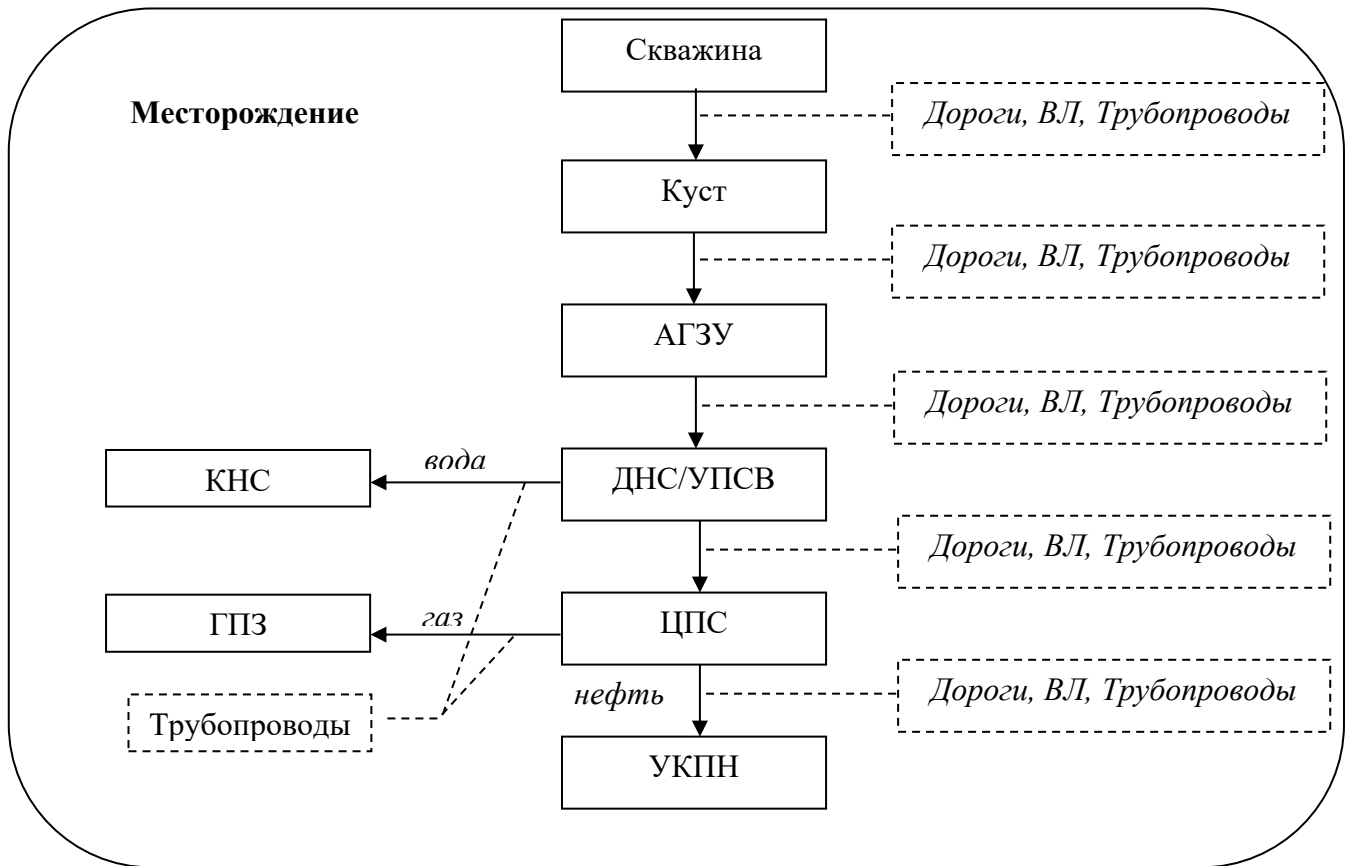 Скважина
Месторождение
Дороги, ВЛ, Трубопроводы
Куст
Дороги, ВЛ, Трубопроводы
АГЗУ
Дороги, ВЛ, Трубопроводы
вода
КНС
ДНС/УПСВ
Дороги, ВЛ, Трубопроводы
газ
ГПЗ
ЦПС
нефть
Дороги, ВЛ, Трубопроводы
Трубопроводы
УКПН